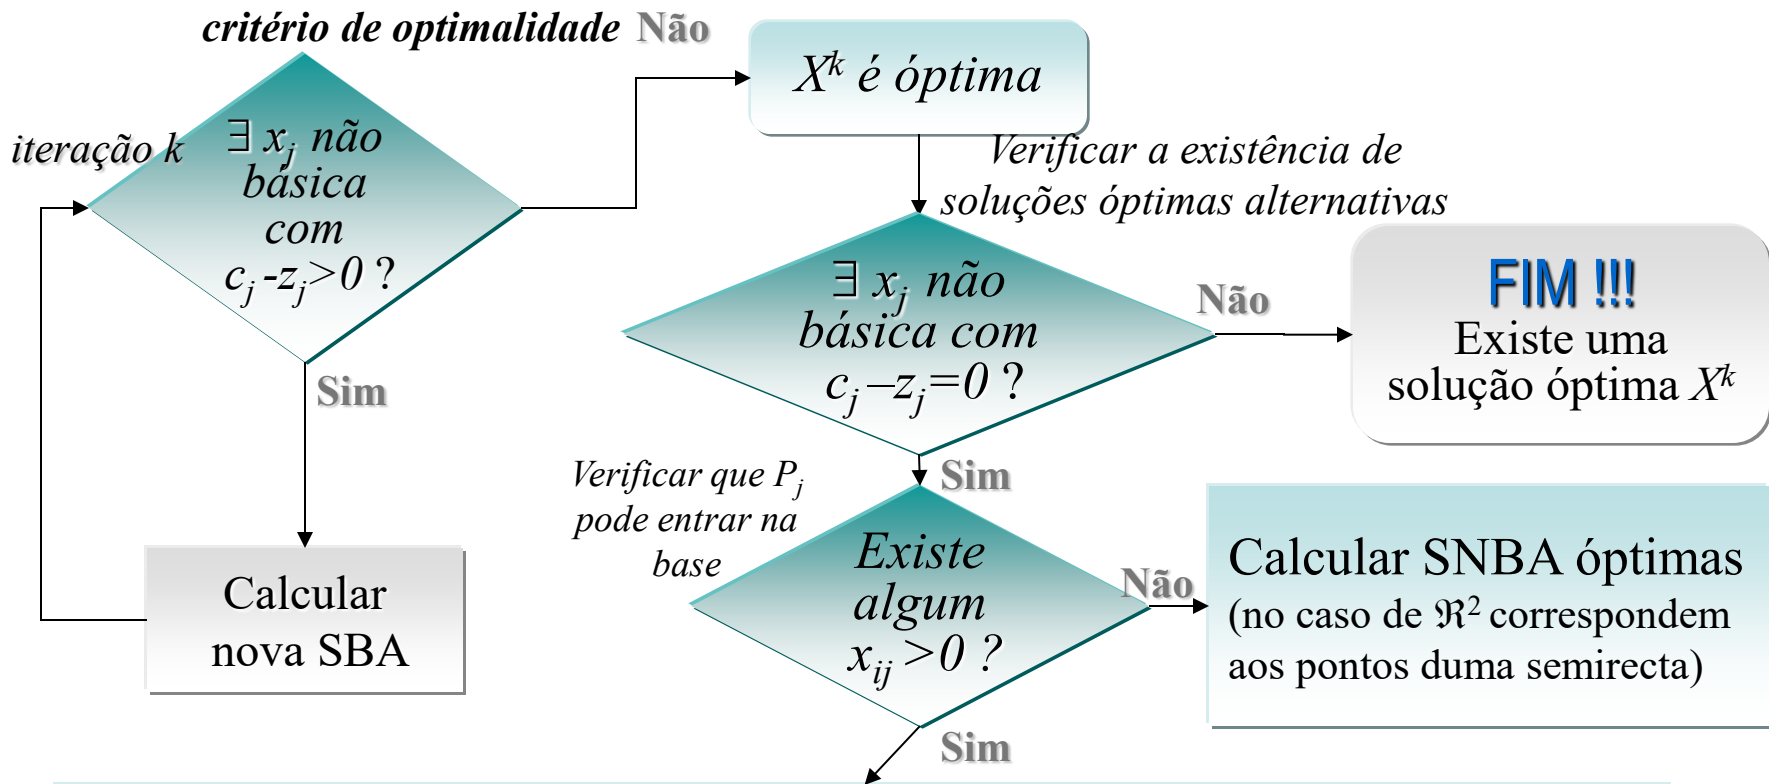 critério de optimalidade Não
iteração k
∃ xj não
básica
com
cj -zj>0 ?
Sim
Calcular
nova SBA
X^k é óptima
Verificar a existência de
soluções óptimas alternativas
∃ xj não
básica com
cj –zj=0 ?
Não
FIM !!!
Existe uma
solução óptima X^k
Sim
Verificar que Pj
pode entrar na
base
Existe
algum
xij >0 ?
Não
Calcular SNBA óptimas
(no caso de ℜ² correspondem
aos pontos duma semirecta)
Sim